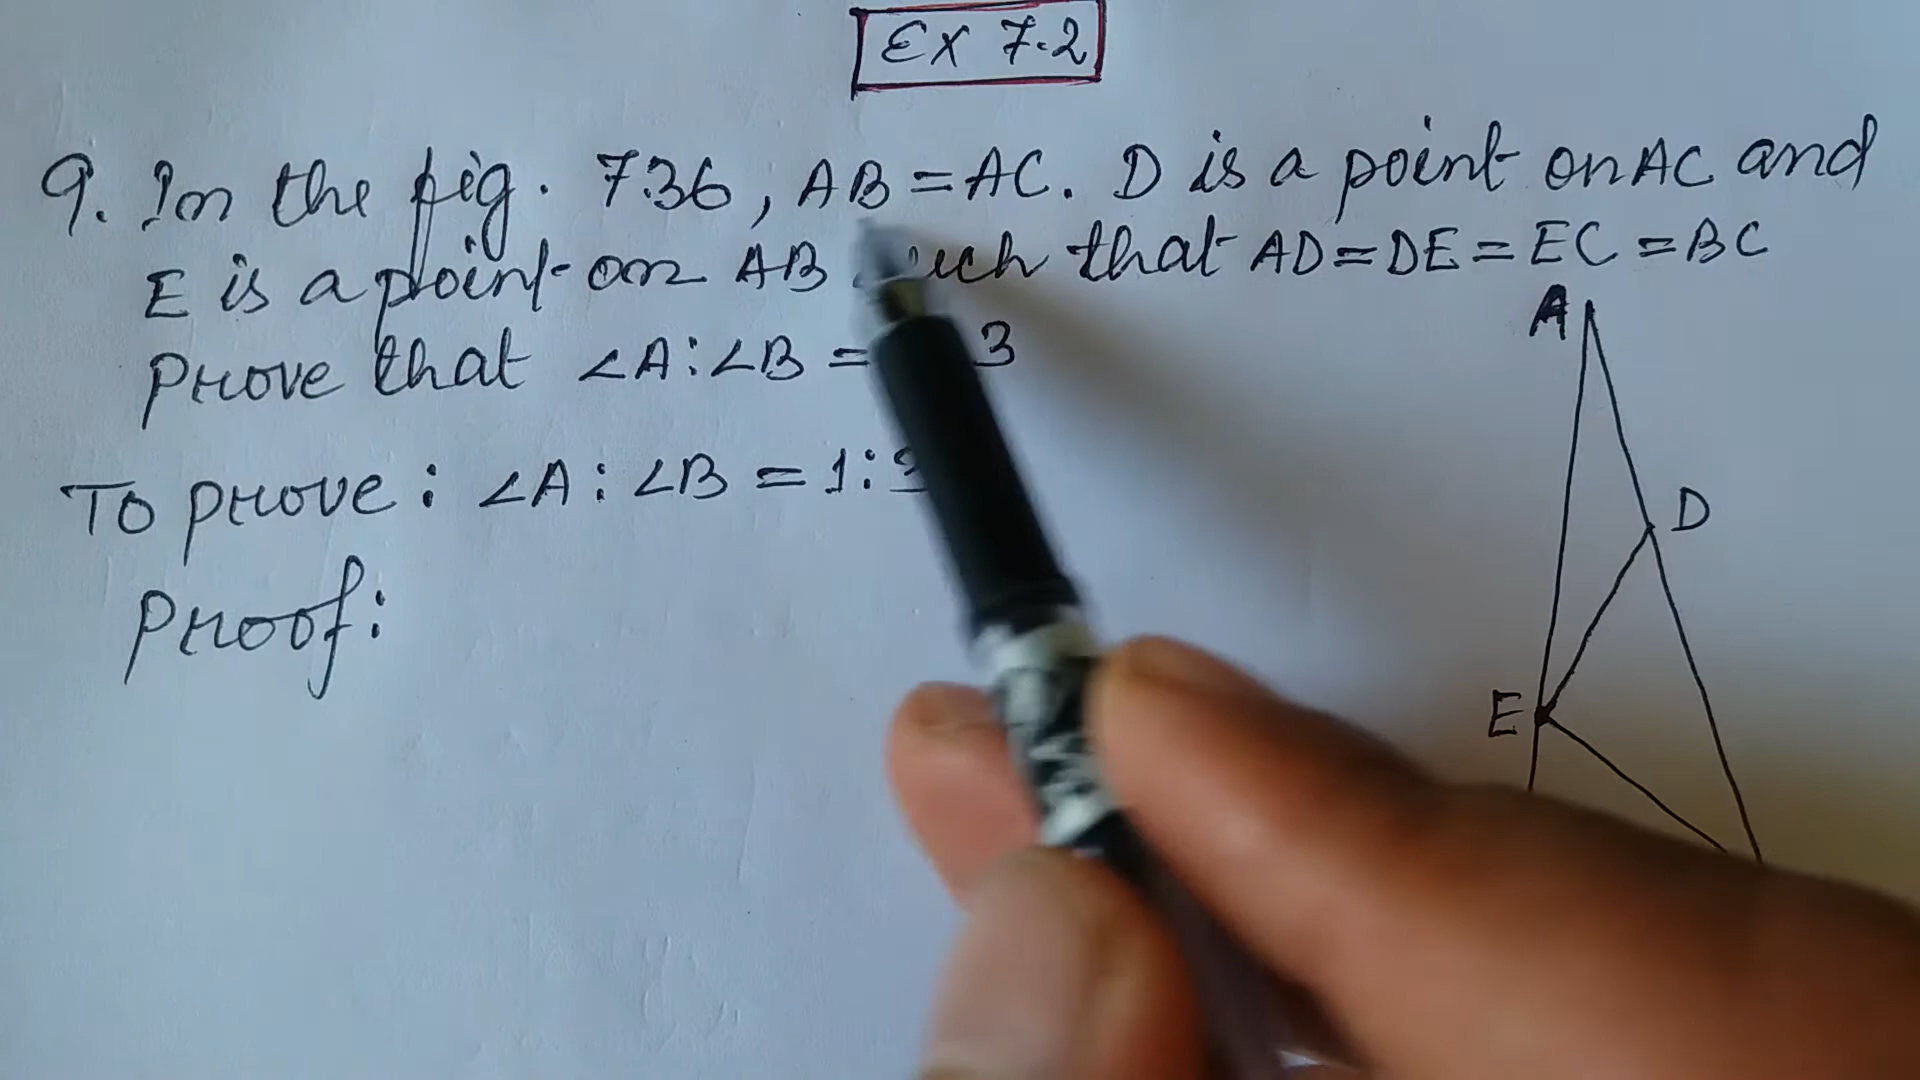 Ex 7.2
9. In the fig. 7.36, AB = AC. D is a point on AC and
E is a point on AB such that AD = DE = EC = BC
Prove that ∠A : ∠B = 3
To prove : ∠A : ∠B = 1 : 3
Proof :
A
D
E